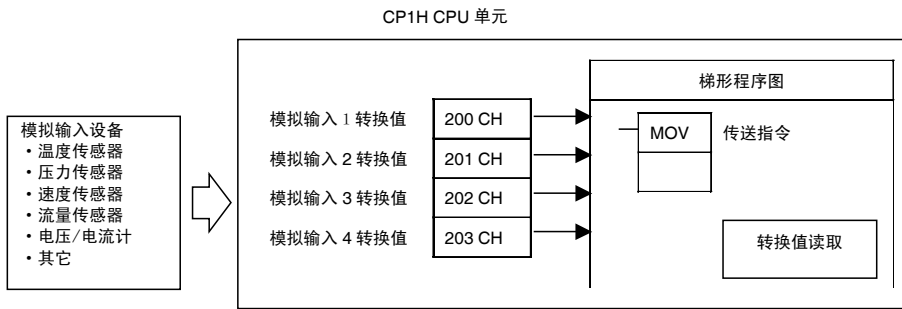 CP1H CPU 单元
梯形程序图
模拟输入 1 转换值
200 CH
MOV
传送指令
模拟输入设备
・温度传感器
・压力传感器
・速度传感器
・流量传感器
・电压/电流计
・其它
模拟输入 2 转换值
201 CH
模拟输入 3 转换值
202 CH
模拟输入 4 转换值
203 CH
转换值读取